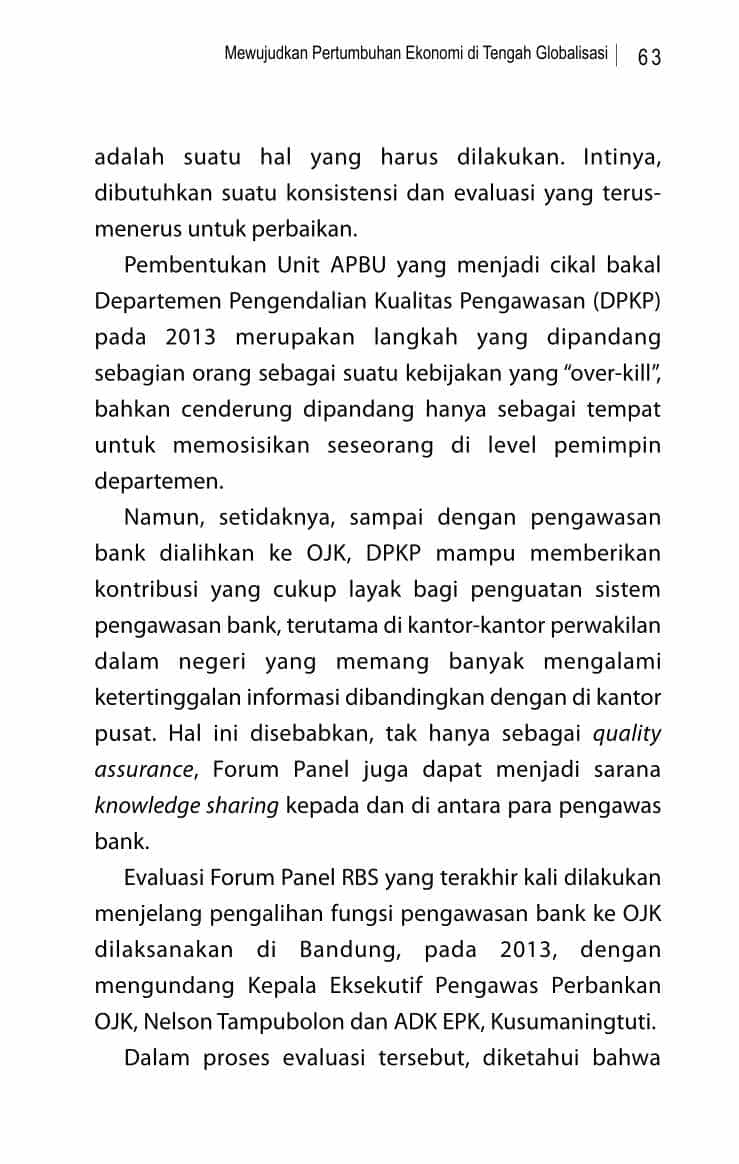 Mewujudkan Pertumbuhan Ekonomi di Tengah Globalisasi | 63
adalah suatu hal yang harus dilakukan. Intinya,
dibutuhkan suatu konsistensi dan evaluasi yang terus-
menerus untuk perbaikan.
Pembentukan Unit APBU yang menjadi cikal bakal
Departemen Pengendalian Kualitas Pengawasan (DPKP)
pada 2013 merupakan langkah yang dipandang
sebagian orang sebagai suatu kebijakan yang “over-kill”,
bahkan cenderung dipandang hanya sebagai tempat
untuk memosisikan seseorang di level pemimpin
departemen.
Namun, setidaknya, sampai dengan pengawasan
bank dialihkan ke OJK, DPKP mampu memberikan
kontribusi yang cukup layak bagi penguatan sistem
pengawasan bank, terutama di kantor-kantor perwakilan
dalam negeri yang memang banyak mengalami
ketertinggalan informasi dibandingkan dengan di kantor
pusat. Hal ini disebabkan, tak hanya sebagai quality
assurance, Forum Panel juga dapat menjadi sarana
knowledge sharing kepada dan di antara para pengawas
bank.
Evaluasi Forum Panel RBS yang terakhir kali dilakukan
menjelang pengalihan fungsi pengawasan bank ke OJK
dilaksanakan di Bandung, pada 2013, dengan
mengundang Kepala Eksekutif Pengawas Perbankan
OJK, Nelson Tampubolon dan ADK EPK, Kusumaningtuti.
Dalam proses evaluasi tersebut, diketahui bahwa